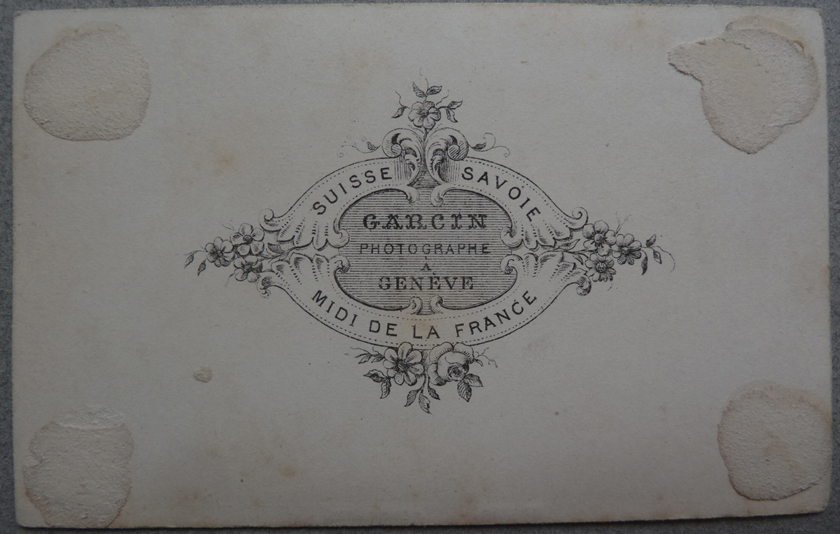 SUISSE SAVOIE
GARCIN
PHOTOGRAPHE
À
GENÈVE
MIDI DE LA FRANCE